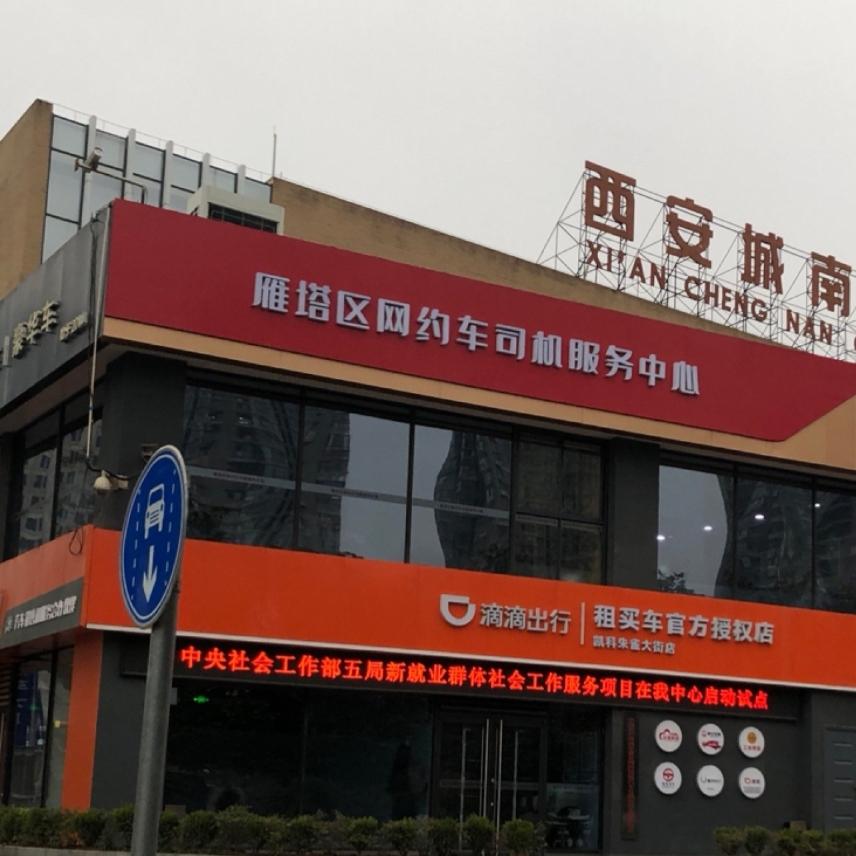 西安城南
XI'AN CHENG NAN
雁塔区网约车司机服务中心
豪华车
滴滴出行
租买车官方授权店
凯科朱雀大街店
中央社会工作部五局新就业群体社会工作服务项目在我中心启动试点